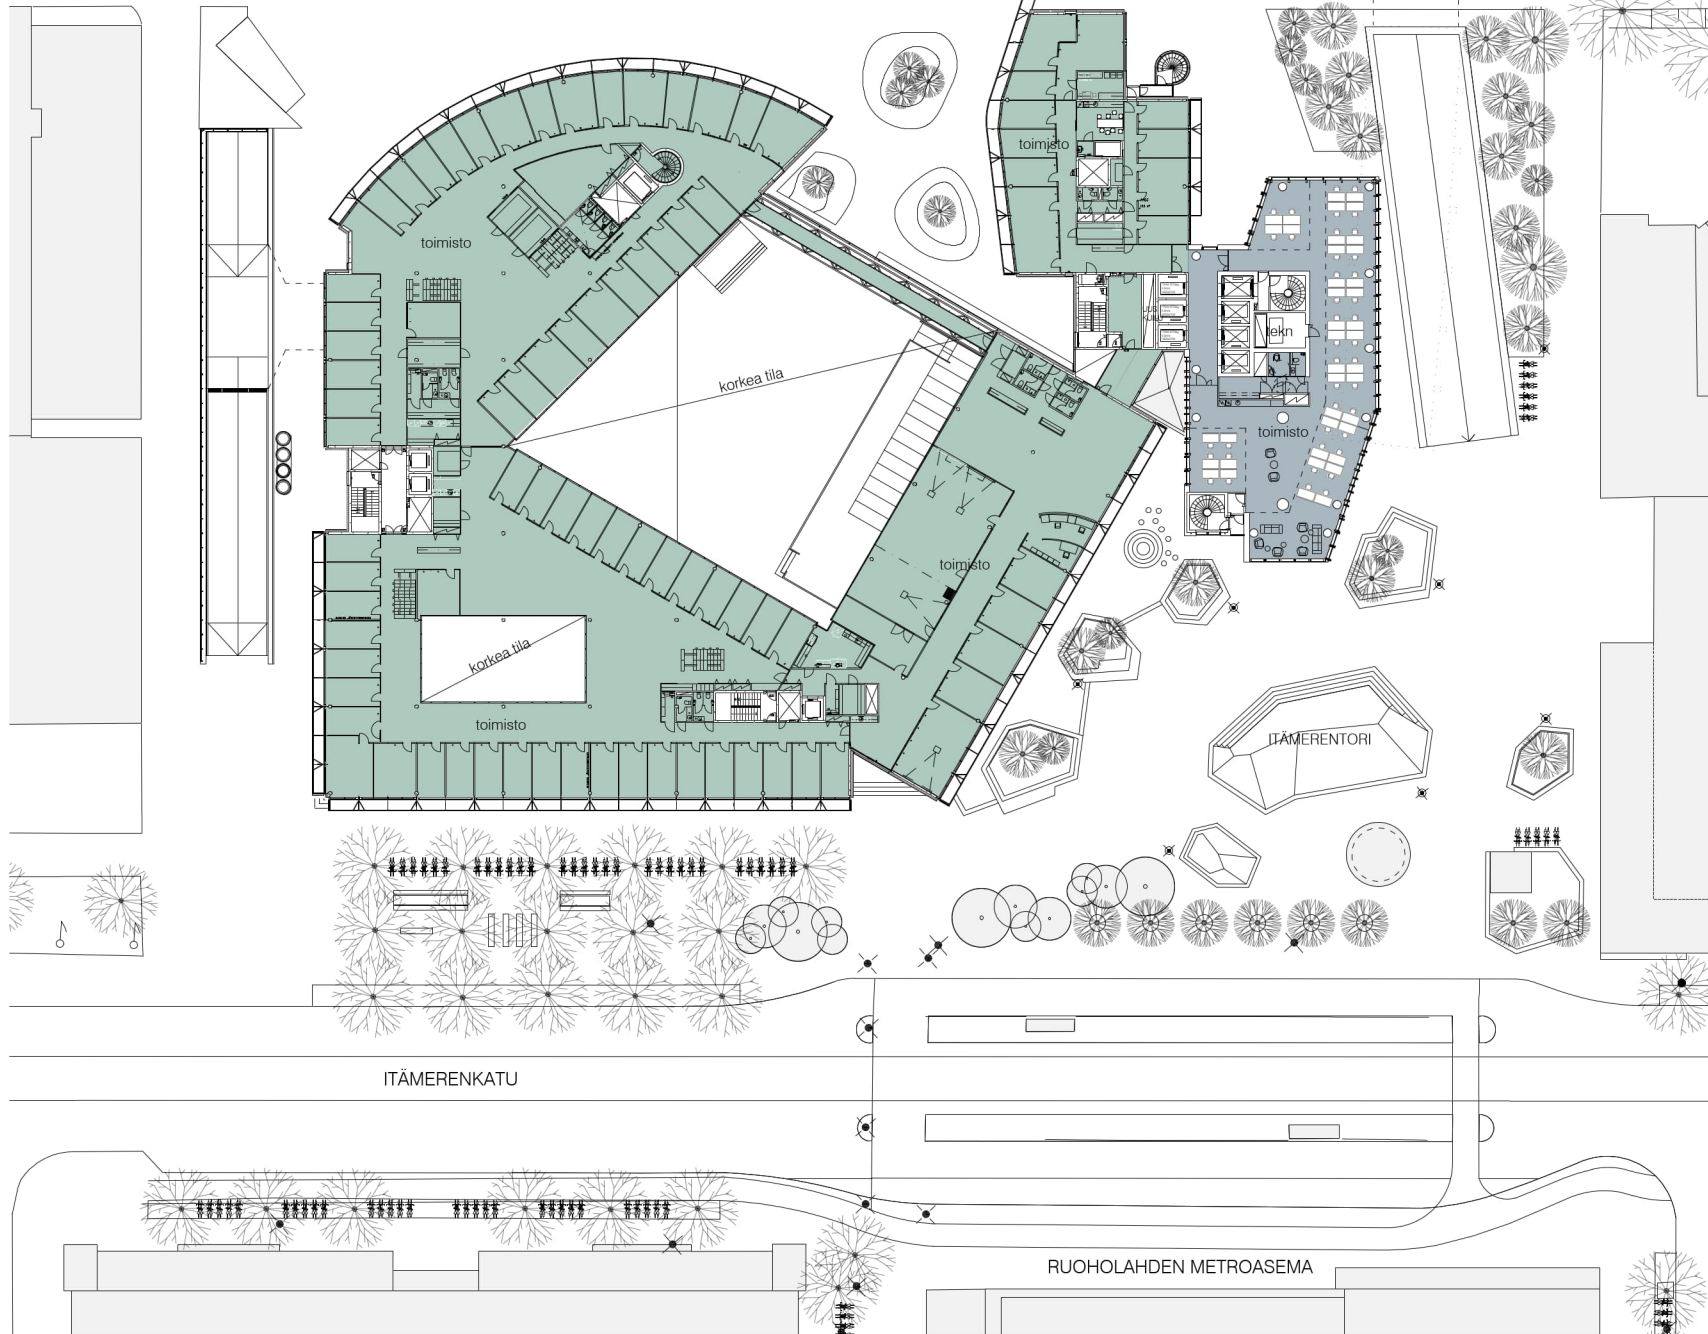 toimisto
toimisto
tekn
korkea tila
toimisto
toimisto
korkea tila
toimisto
ITÄMERENTORI
ITÄMERENKATU
RUOHOLAHDEN METROASEMA